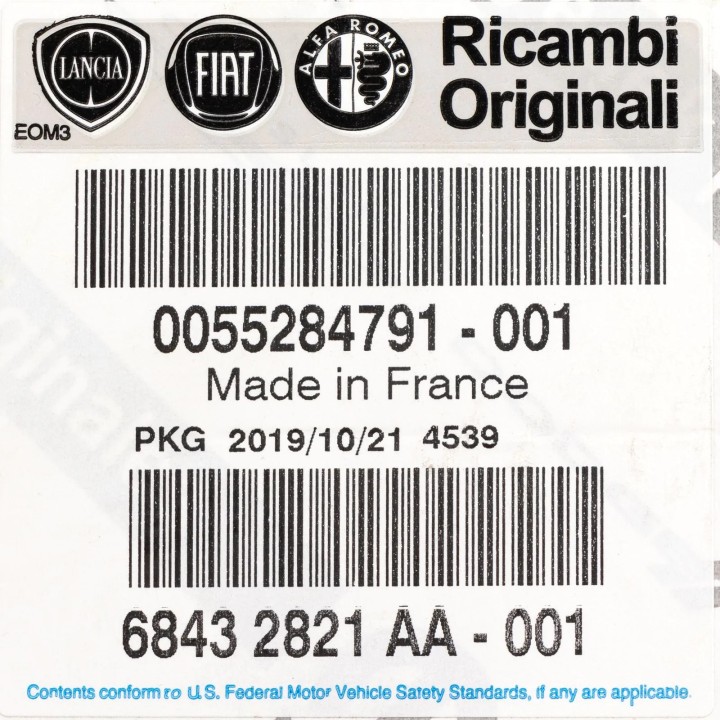 LANCIA FIAT ALFA ROMEO Ricambi
Originali
EOM3
0055284791 - 001
Made in France
PKG 2019/10/21 4539
6843 2821 AA - 001
Contents conform to U.S. Federal Motor Vehicle Safety Standards, if any are applicable.